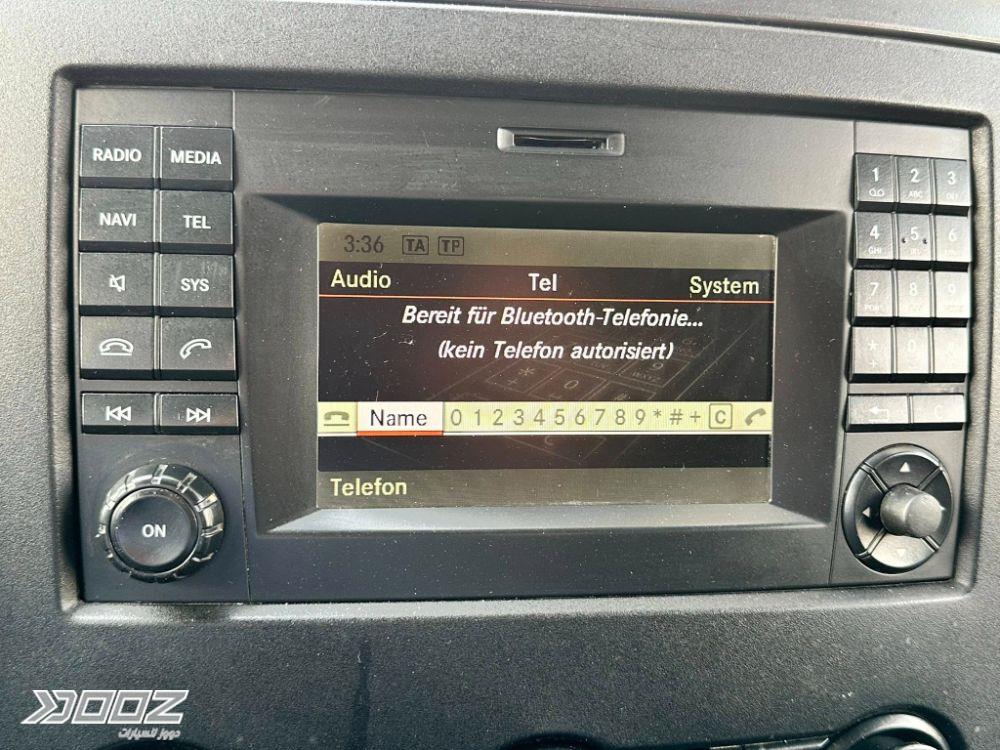 RADIO MEDIA
NAVI TEL
SYS
ON
3:36 TA TP
Audio Tel System
Bereit für Bluetooth-Telefonie...
(kein Telefon autorisiert)
Name 0 1 2 3 4 5 6 7 8 9 * # + C
Telefon
1 2 ABC 3
4 GHI 5 6
7 8 9
* 0
C
DOOZ
دووز للسيارات